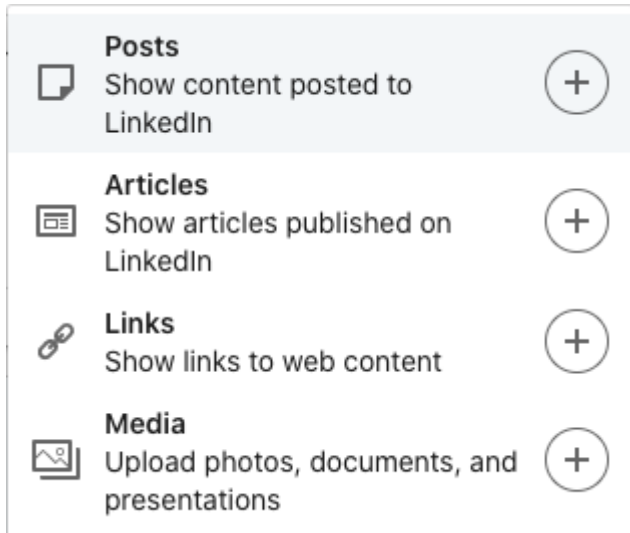 Posts
Show content posted to
LinkedIn
Articles
Show articles published on
LinkedIn
Links
Show links to web content
Media
Upload photos, documents, and
presentations